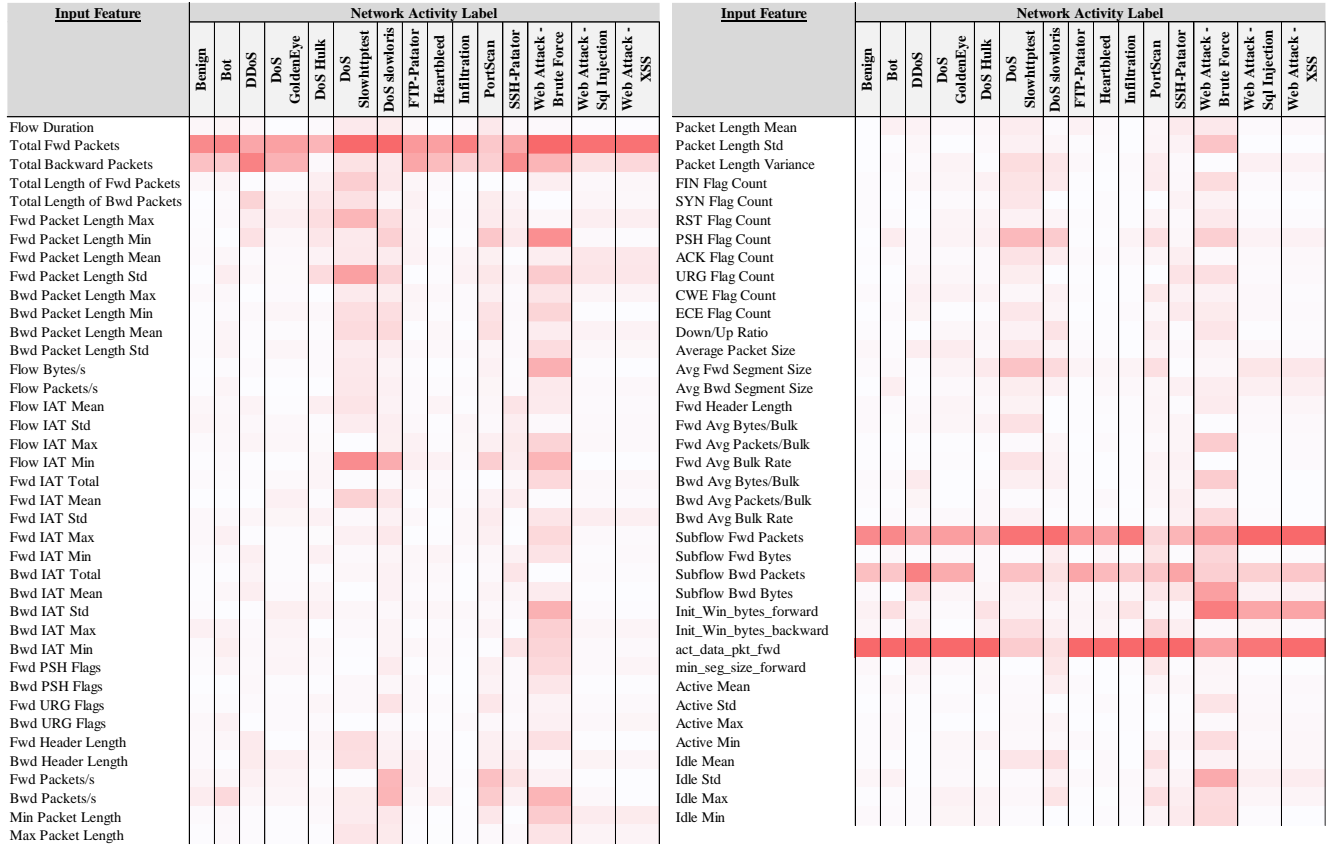 Input Feature
Network Activity Label
Benign
Bot
DDoS
DoS
GoldenEye
DoS Hulk
DoS
Slowhttptest
DoS slowloris
FTP-Patator
Heartbleed
Infiltration
PortScan
SSH-Patator
Web Attack -
Brute Force
Web Attack -
Sql Injection
Web Attack -
XSS
Flow Duration
Total Fwd Packets
Total Backward Packets
Total Length of Fwd Packets
Total Length of Bwd Packets
Fwd Packet Length Max
Fwd Packet Length Min
Fwd Packet Length Mean
Fwd Packet Length Std
Bwd Packet Length Max
Bwd Packet Length Min
Bwd Packet Length Mean
Bwd Packet Length Std
Flow Bytes/s
Flow Packets/s
Flow IAT Mean
Flow IAT Std
Flow IAT Max
Flow IAT Min
Fwd IAT Total
Fwd IAT Mean
Fwd IAT Std
Fwd IAT Max
Fwd IAT Min
Bwd IAT Total
Bwd IAT Mean
Bwd IAT Std
Bwd IAT Max
Bwd IAT Min
Fwd PSH Flags
Bwd PSH Flags
Fwd URG Flags
Bwd URG Flags
Fwd Header Length
Bwd Header Length
Fwd Packets/s
Bwd Packets/s
Min Packet Length
Max Packet Length
Input Feature
Network Activity Label
Benign
Bot
DDoS
DoS
GoldenEye
DoS Hulk
DoS
Slowhttptest
DoS slowloris
FTP-Patator
Heartbleed
Infiltration
PortScan
SSH-Patator
Web Attack -
Brute Force
Web Attack -
Sql Injection
Web Attack -
XSS
Packet Length Mean
Packet Length Std
Packet Length Variance
FIN Flag Count
SYN Flag Count
RST Flag Count
PSH Flag Count
ACK Flag Count
URG Flag Count
CWE Flag Count
ECE Flag Count
Down/Up Ratio
Average Packet Size
Avg Fwd Segment Size
Avg Bwd Segment Size
Fwd Header Length
Fwd Avg Bytes/Bulk
Fwd Avg Packets/Bulk
Fwd Avg Bulk Rate
Bwd Avg Bytes/Bulk
Bwd Avg Packets/Bulk
Bwd Avg Bulk Rate
Subflow Fwd Packets
Subflow Fwd Bytes
Subflow Bwd Packets
Subflow Bwd Bytes
Init_Win_bytes_forward
Init_Win_bytes_backward
act_data_pkt_fwd
min_seg_size_forward
Active Mean
Active Std
Active Max
Active Min
Idle Mean
Idle Std
Idle Max
Idle Min